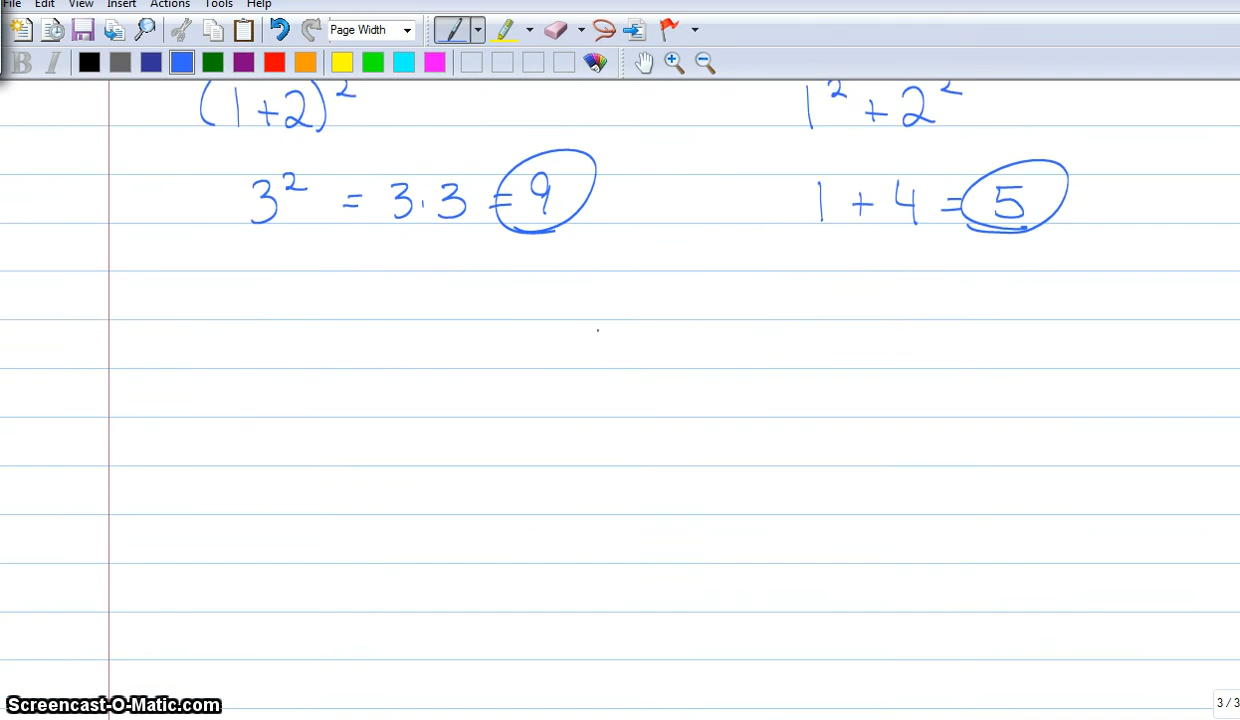 File Edit View Insert Actions Tools Help
Page Width
B I
(1+2)² 1² + 2²
3² = 3·3 = 9 1 + 4 = 5
Screencast-O-Matic.com
3 / 3